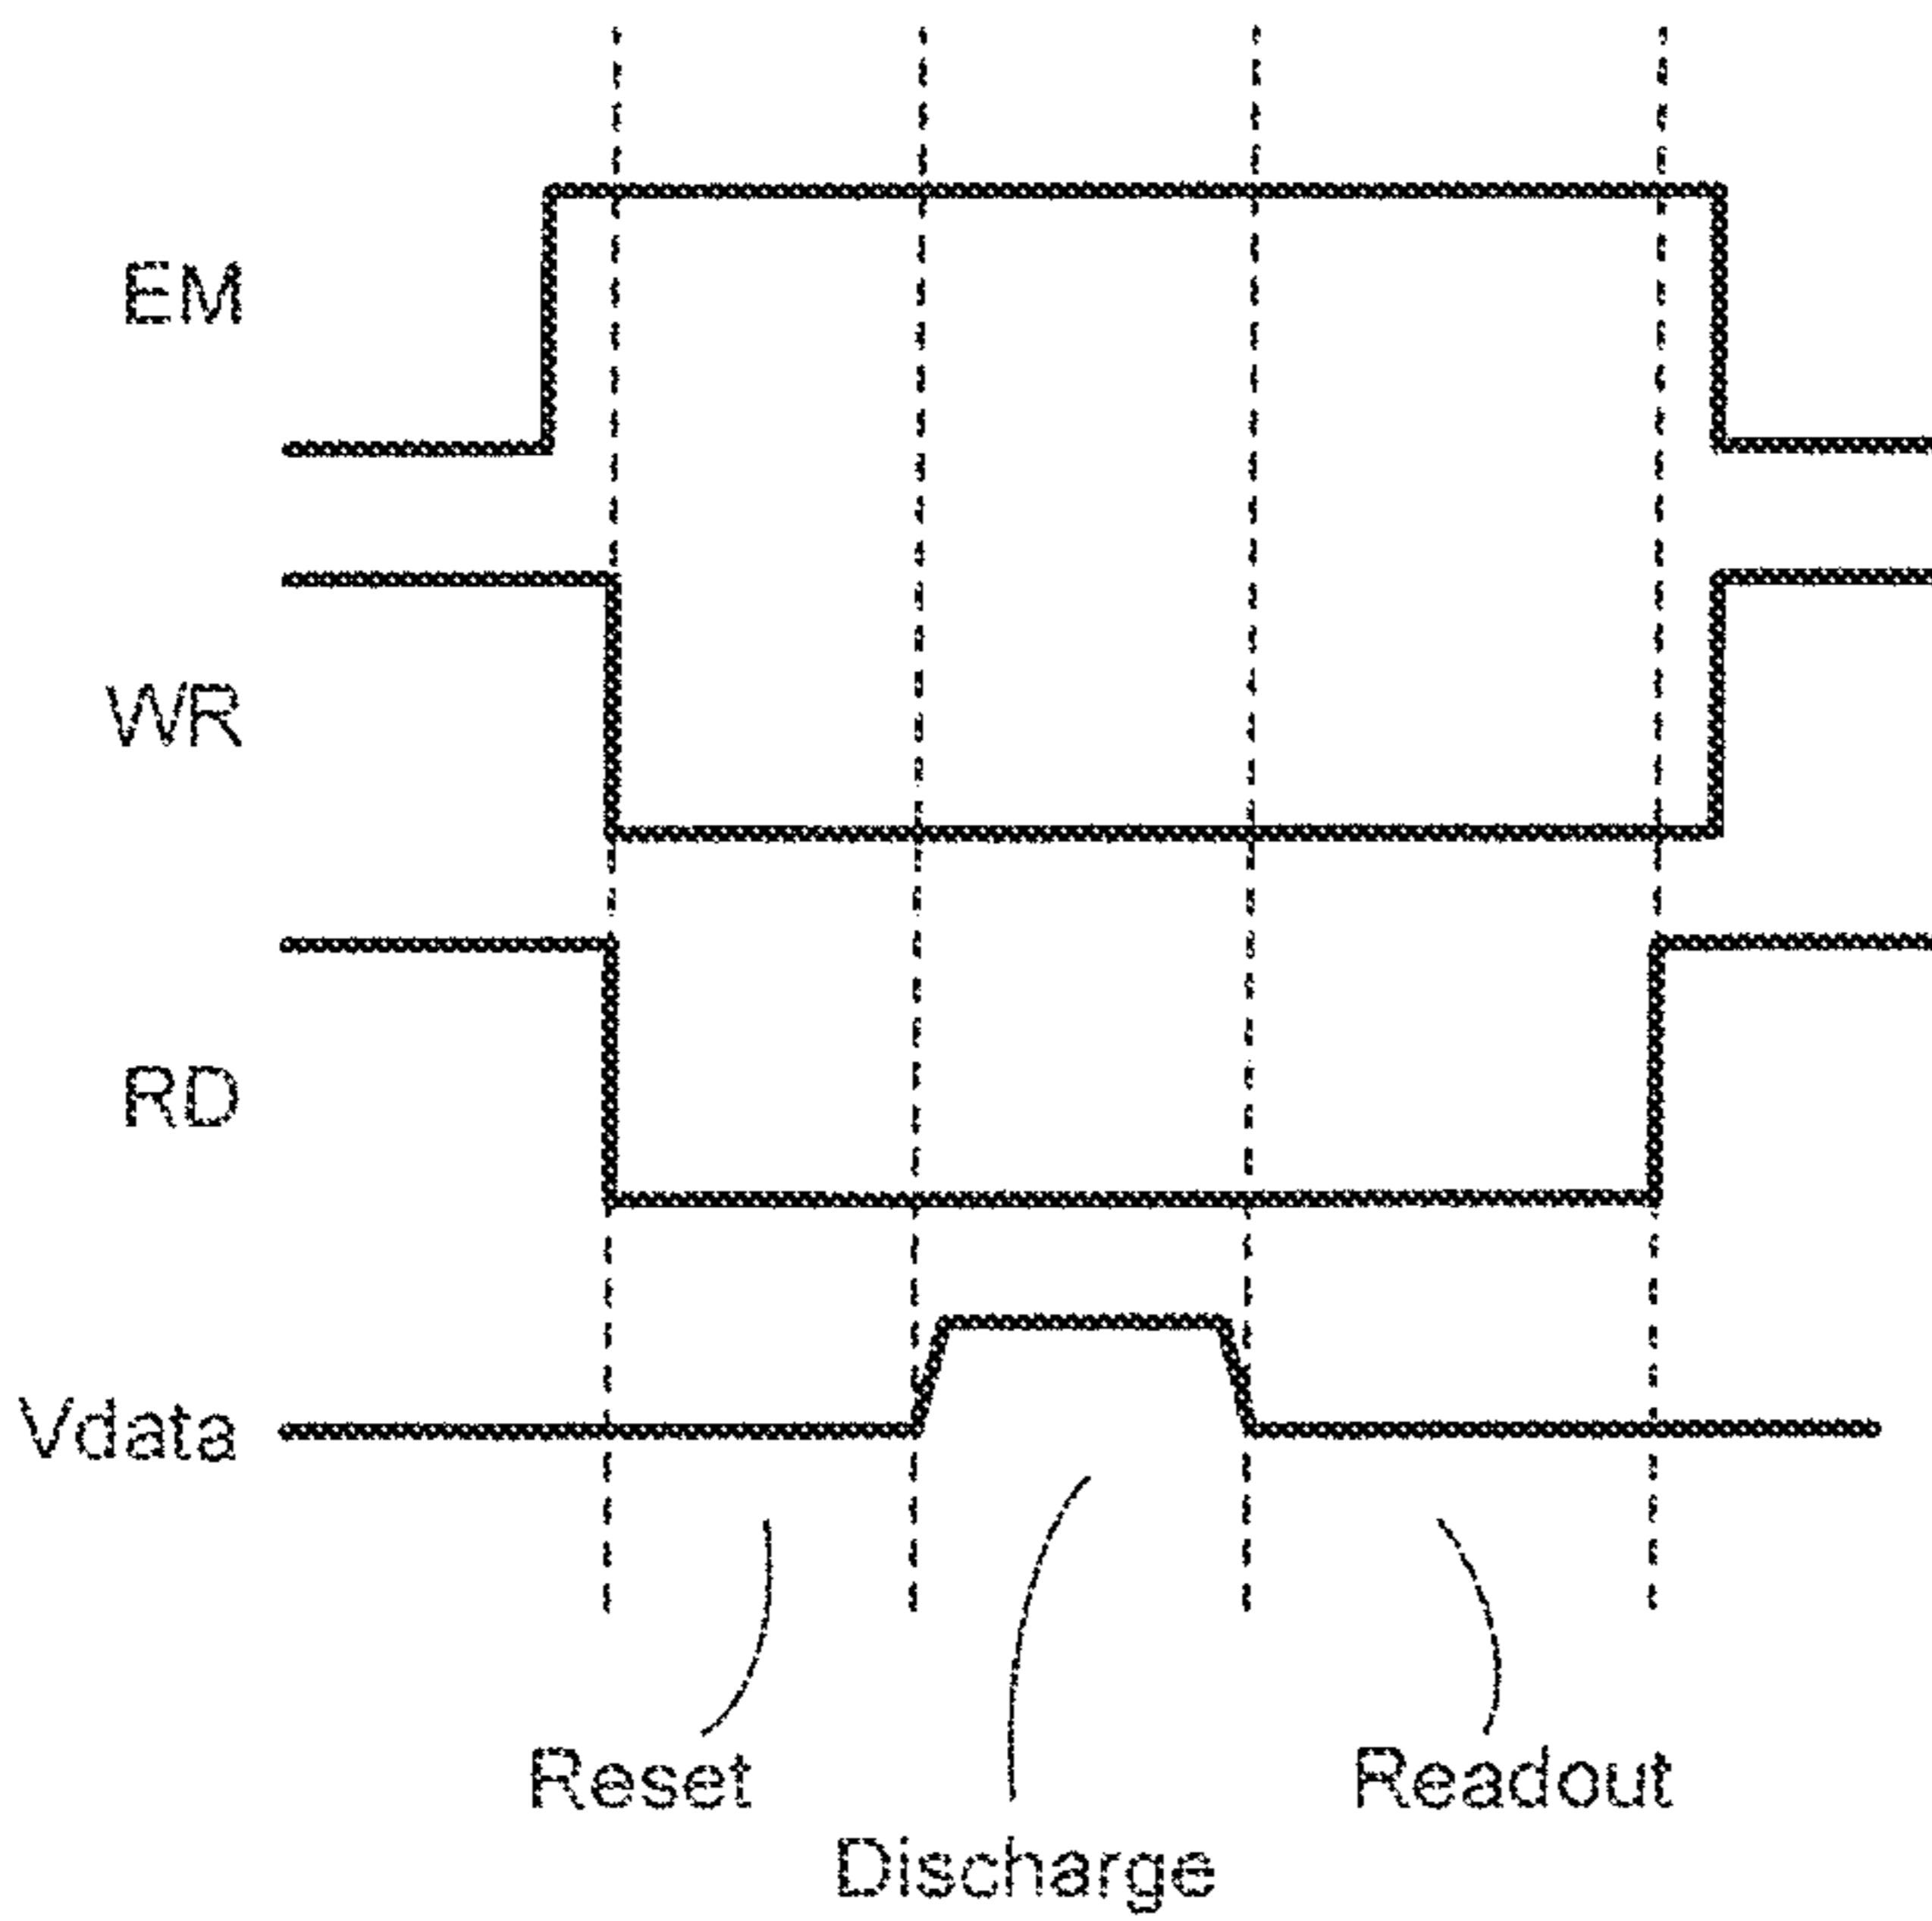 EM
WR
RD
Vdata
Reset
Readout
Discharge